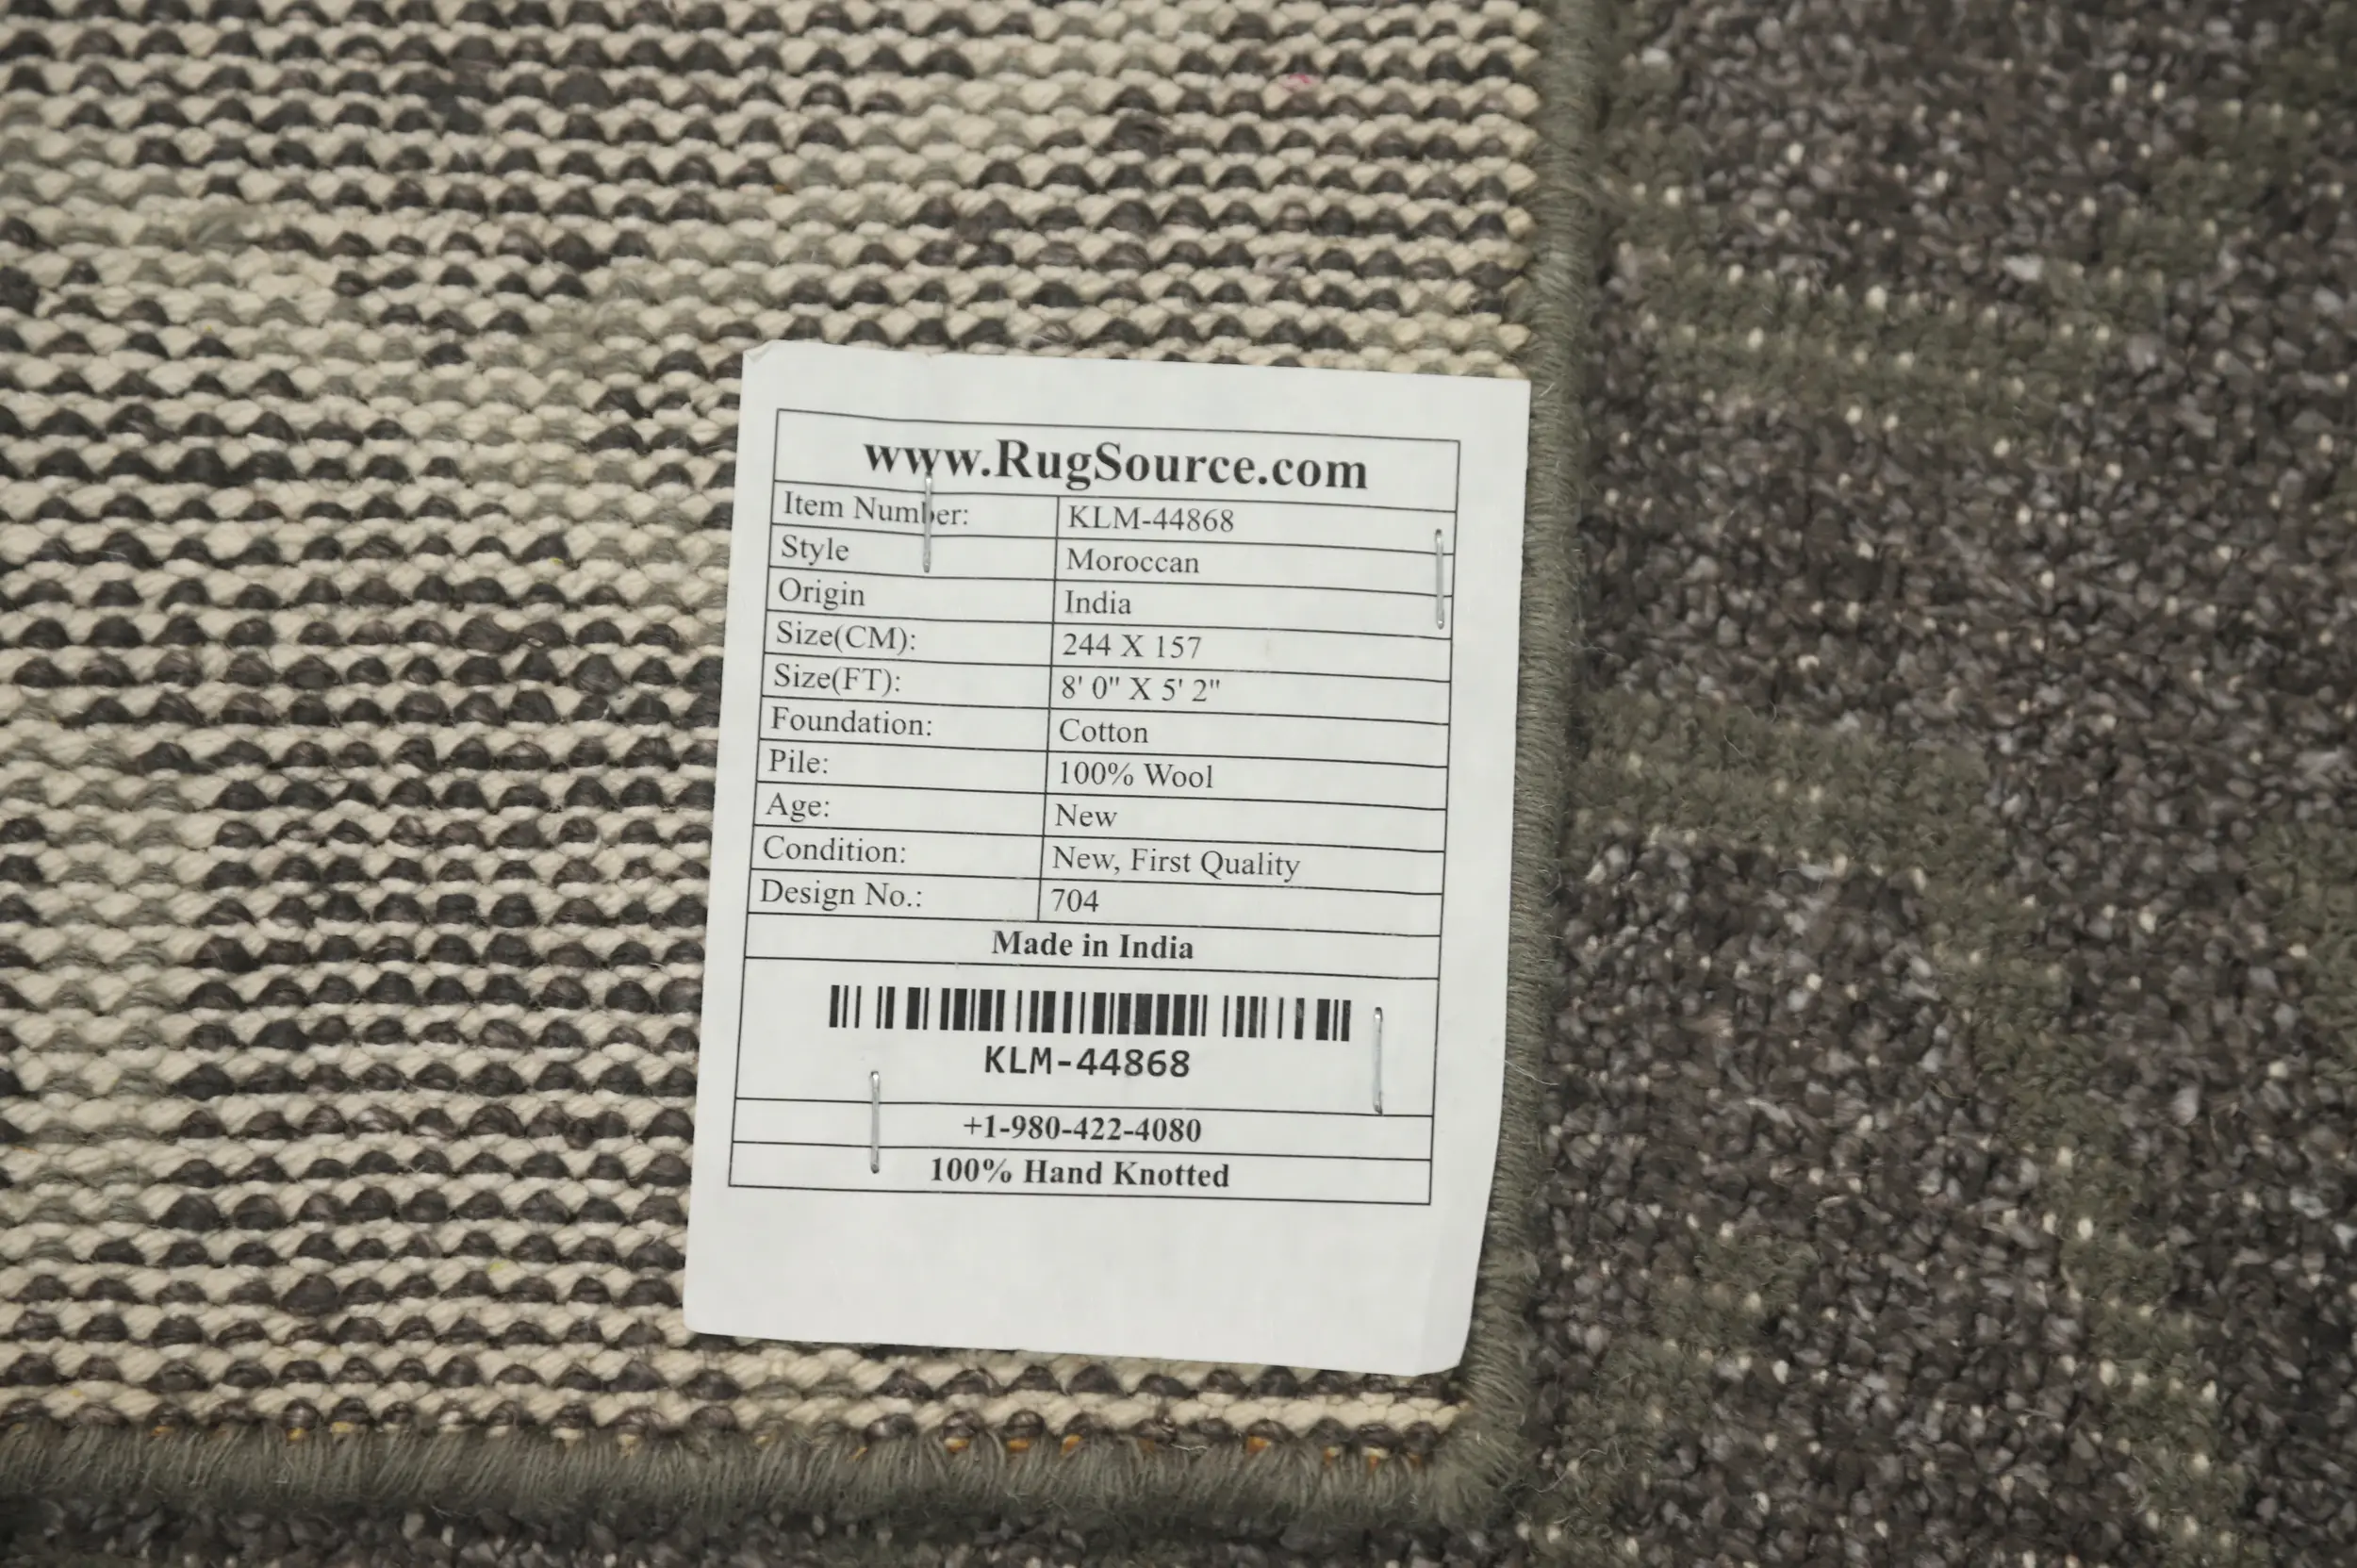 www.RugSource.com
Item Number: KLM-44868
Style Moroccan
Origin India
Size(CM): 244 X 157
Size(FT): 8' 0" X 5' 2"
Foundation: Cotton
Pile: 100% Wool
Age: New
Condition: New, First Quality
Design No.: 704
Made in India
KLM-44868
+1-980-422-4080
100% Hand Knotted